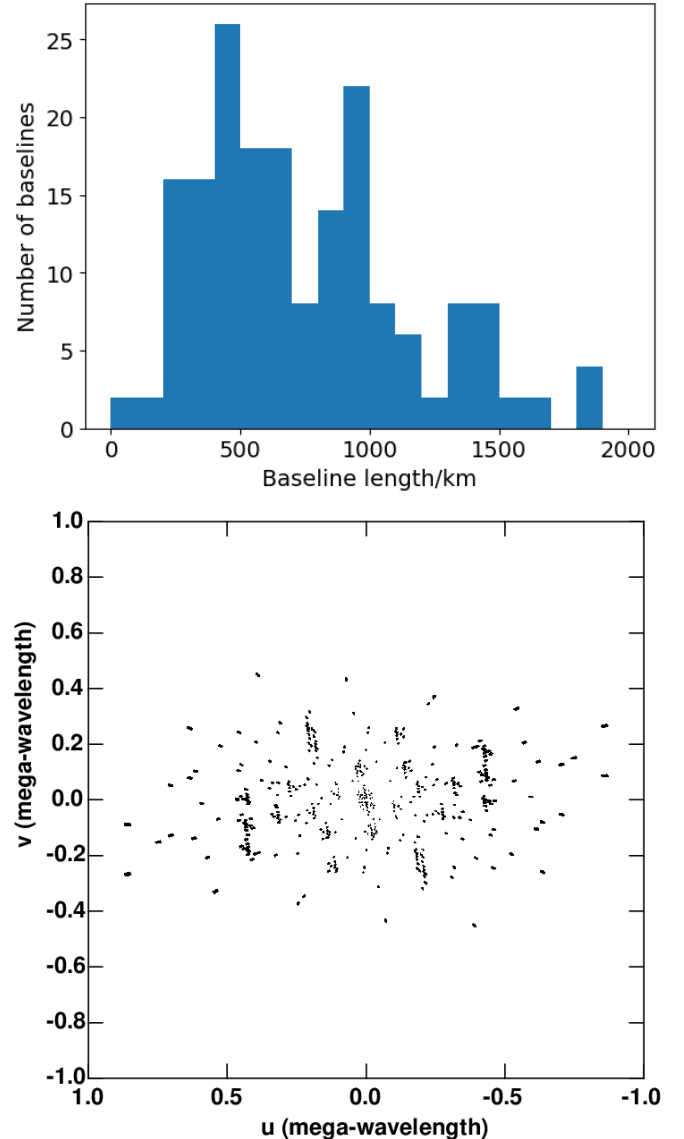 25
20
15
10
5
0
Number of baselines
0 500 1000 1500 2000
Baseline length/km
1.0
0.8
0.6
0.4
0.2
0.0
-0.2
-0.4
-0.6
-0.8
-1.0
v (mega-wavelength)
1.0 0.5 0.0 -0.5 -1.0
u (mega-wavelength)